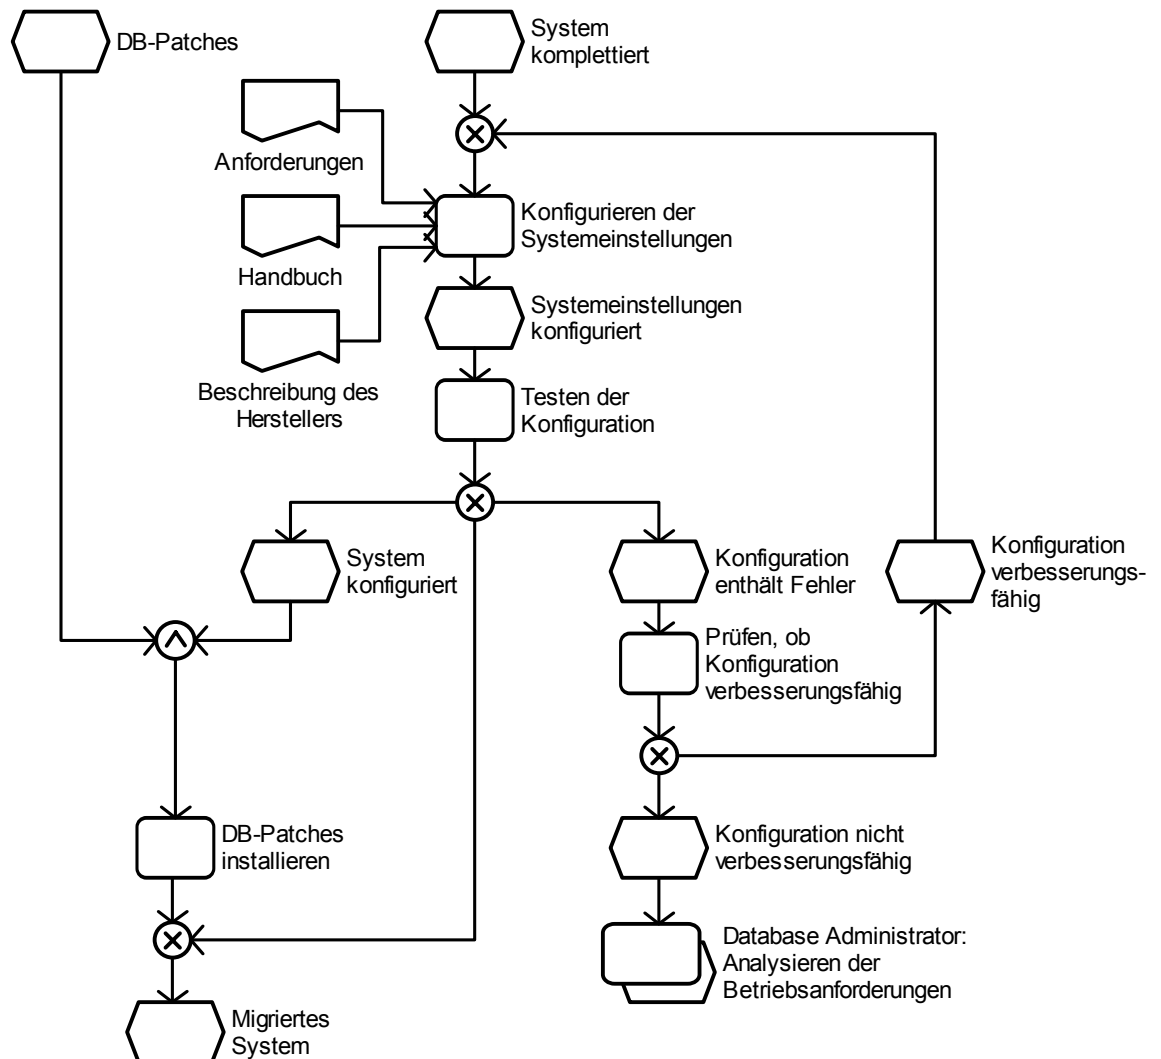 DB-Patches
System
komplettiert
Anforderungen
Konfigurieren der
Systemeinstellungen
Handbuch
Systemeinstellungen
konfiguriert
Beschreibung des
Herstellers
Testen der
Konfiguration
System
konfiguriert
Konfiguration
enthält Fehler
Konfiguration
verbesserungs-
fähig
Prüfen, ob
Konfiguration
verbesserungsfähig
DB-Patches
installieren
Konfiguration nicht
verbesserungsfähig
Database Administrator:
Analysieren der
Betriebsanforderungen
Migriertes
System